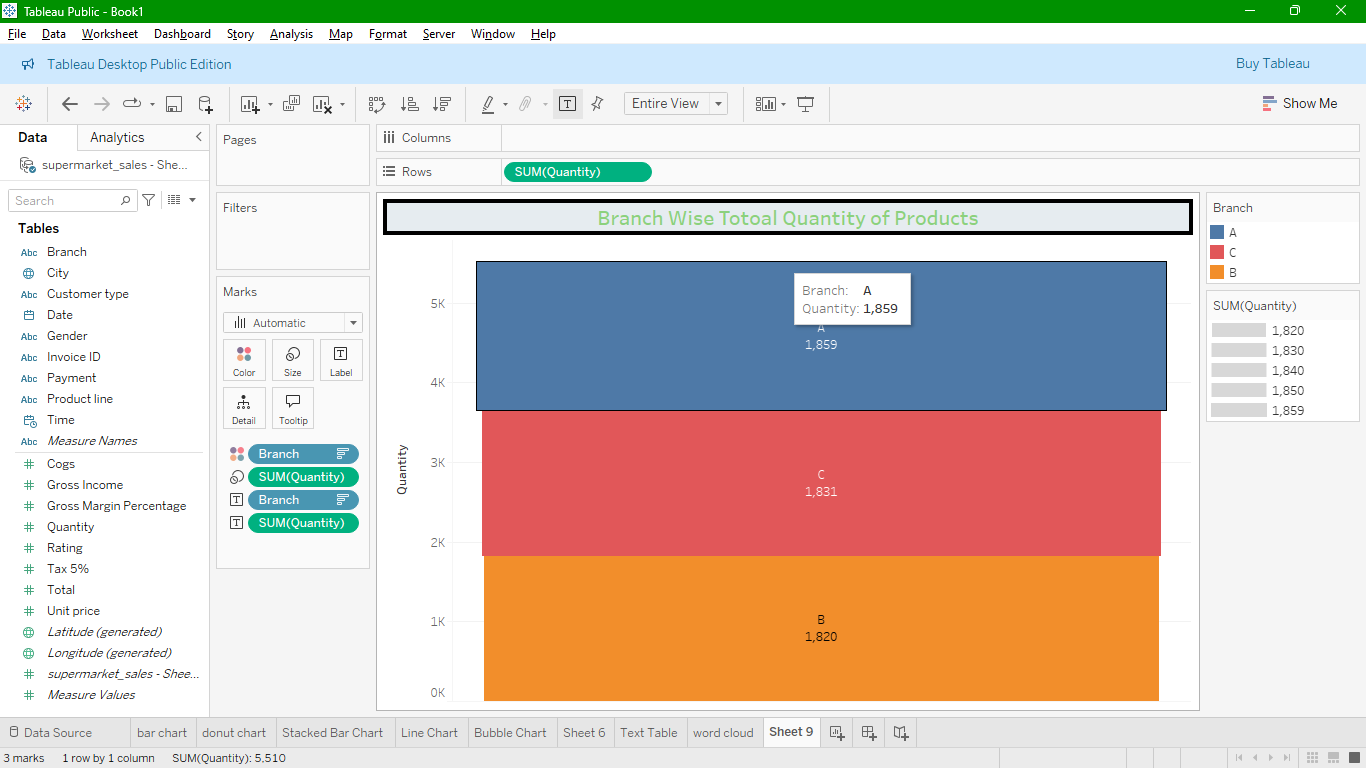 Tableau Public - Book1
File Data Worksheet Dashboard Story Analysis Map Format Server Window Help
Tableau Desktop Public Edition Buy Tableau
Entire View Show Me
Data Analytics
supermarket_sales - She...
Search
Tables
Abc Branch
City
Abc Customer type
Date
Abc Gender
Abc Invoice ID
Abc Payment
Abc Product line
Time
Abc Measure Names
Cogs
Gross Income
Gross Margin Percentage
Quantity
Rating
Tax 5%
Total
Unit price
Latitude (generated)
Longitude (generated)
supermarket_sales - Shee...
Measure Values
Pages
Filters
Marks
Automatic
Color Size Label
Detail Tooltip
Branch
SUM(Quantity)
Branch
SUM(Quantity)
Columns
Rows SUM(Quantity)
Branch Wise Totoal Quantity of Products
Quantity
5K
4K
3K
2K
1K
0K
Branch: A
Quantity: 1,859
A
1,859
C
1,831
B
1,820
Branch
A
C
B
SUM(Quantity)
1,820
1,830
1,840
1,850
1,859
Data Source bar chart donut chart Stacked Bar Chart Line Chart Bubble Chart Sheet 6 Text Table word cloud Sheet 9
3 marks 1 row by 1 column SUM(Quantity): 5,510